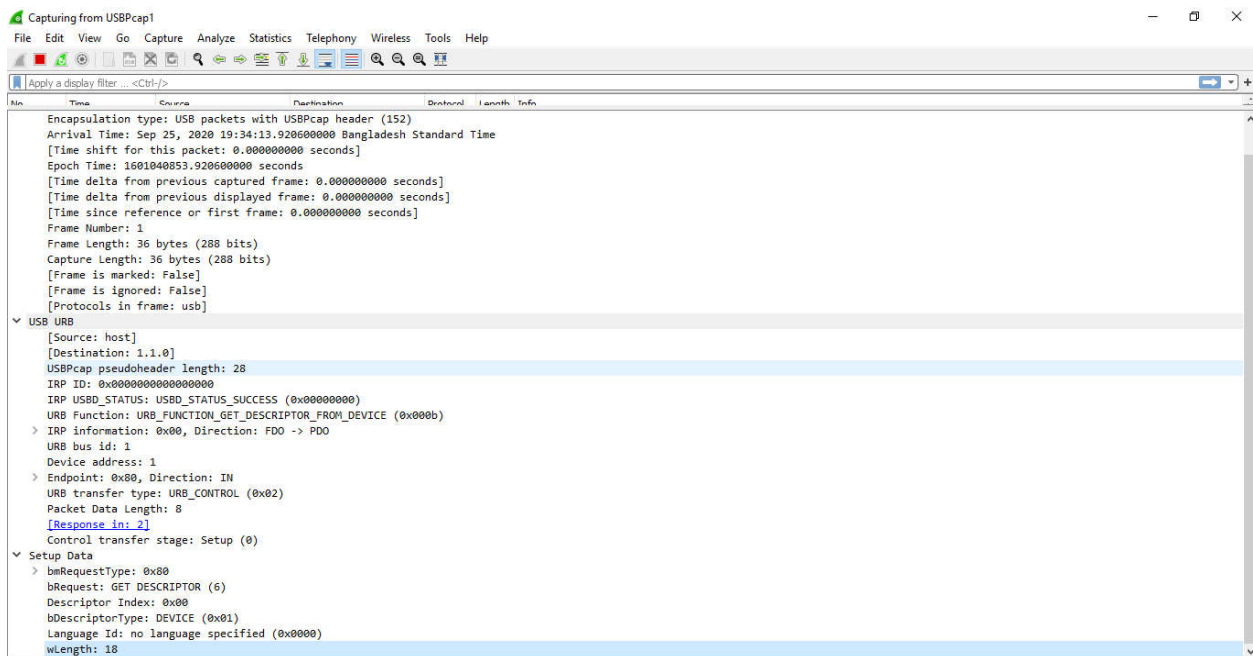 Capturing from USBPcap1
File Edit View Go Capture Analyze Statistics Telephony Wireless Tools Help
Apply a display filter ... <Ctrl-/>
No. Time Source Destination Protocol Length Info
Encapsulation type: USB packets with USBPcap header (152)
Arrival Time: Sep 25, 2020 19:34:13.920600000 Bangladesh Standard Time
[Time shift for this packet: 0.000000000 seconds]
Epoch Time: 1601040853.920600000 seconds
[Time delta from previous captured frame: 0.000000000 seconds]
[Time delta from previous displayed frame: 0.000000000 seconds]
[Time since reference or first frame: 0.000000000 seconds]
Frame Number: 1
Frame Length: 36 bytes (288 bits)
Capture Length: 36 bytes (288 bits)
[Frame is marked: False]
[Frame is ignored: False]
[Protocols in frame: usb]
USB URB
[Source: host]
[Destination: 1.1.0]
USBPcap pseudoheader length: 28
IRP ID: 0x0000000000000000
IRP USBD_STATUS: USBD_STATUS_SUCCESS (0x00000000)
URB Function: URB_FUNCTION_GET_DESCRIPTOR_FROM_DEVICE (0x000b)
IRP information: 0x00, Direction: FDO -> PDO
URB bus id: 1
Device address: 1
Endpoint: 0x80, Direction: IN
URB transfer type: URB_CONTROL (0x02)
Packet Data Length: 8
[Response in: 2]
Control transfer stage: Setup (0)
Setup Data
bmRequestType: 0x80
bRequest: GET DESCRIPTOR (6)
Descriptor Index: 0x00
bDescriptorType: DEVICE (0x01)
Language Id: no language specified (0x0000)
wLength: 18